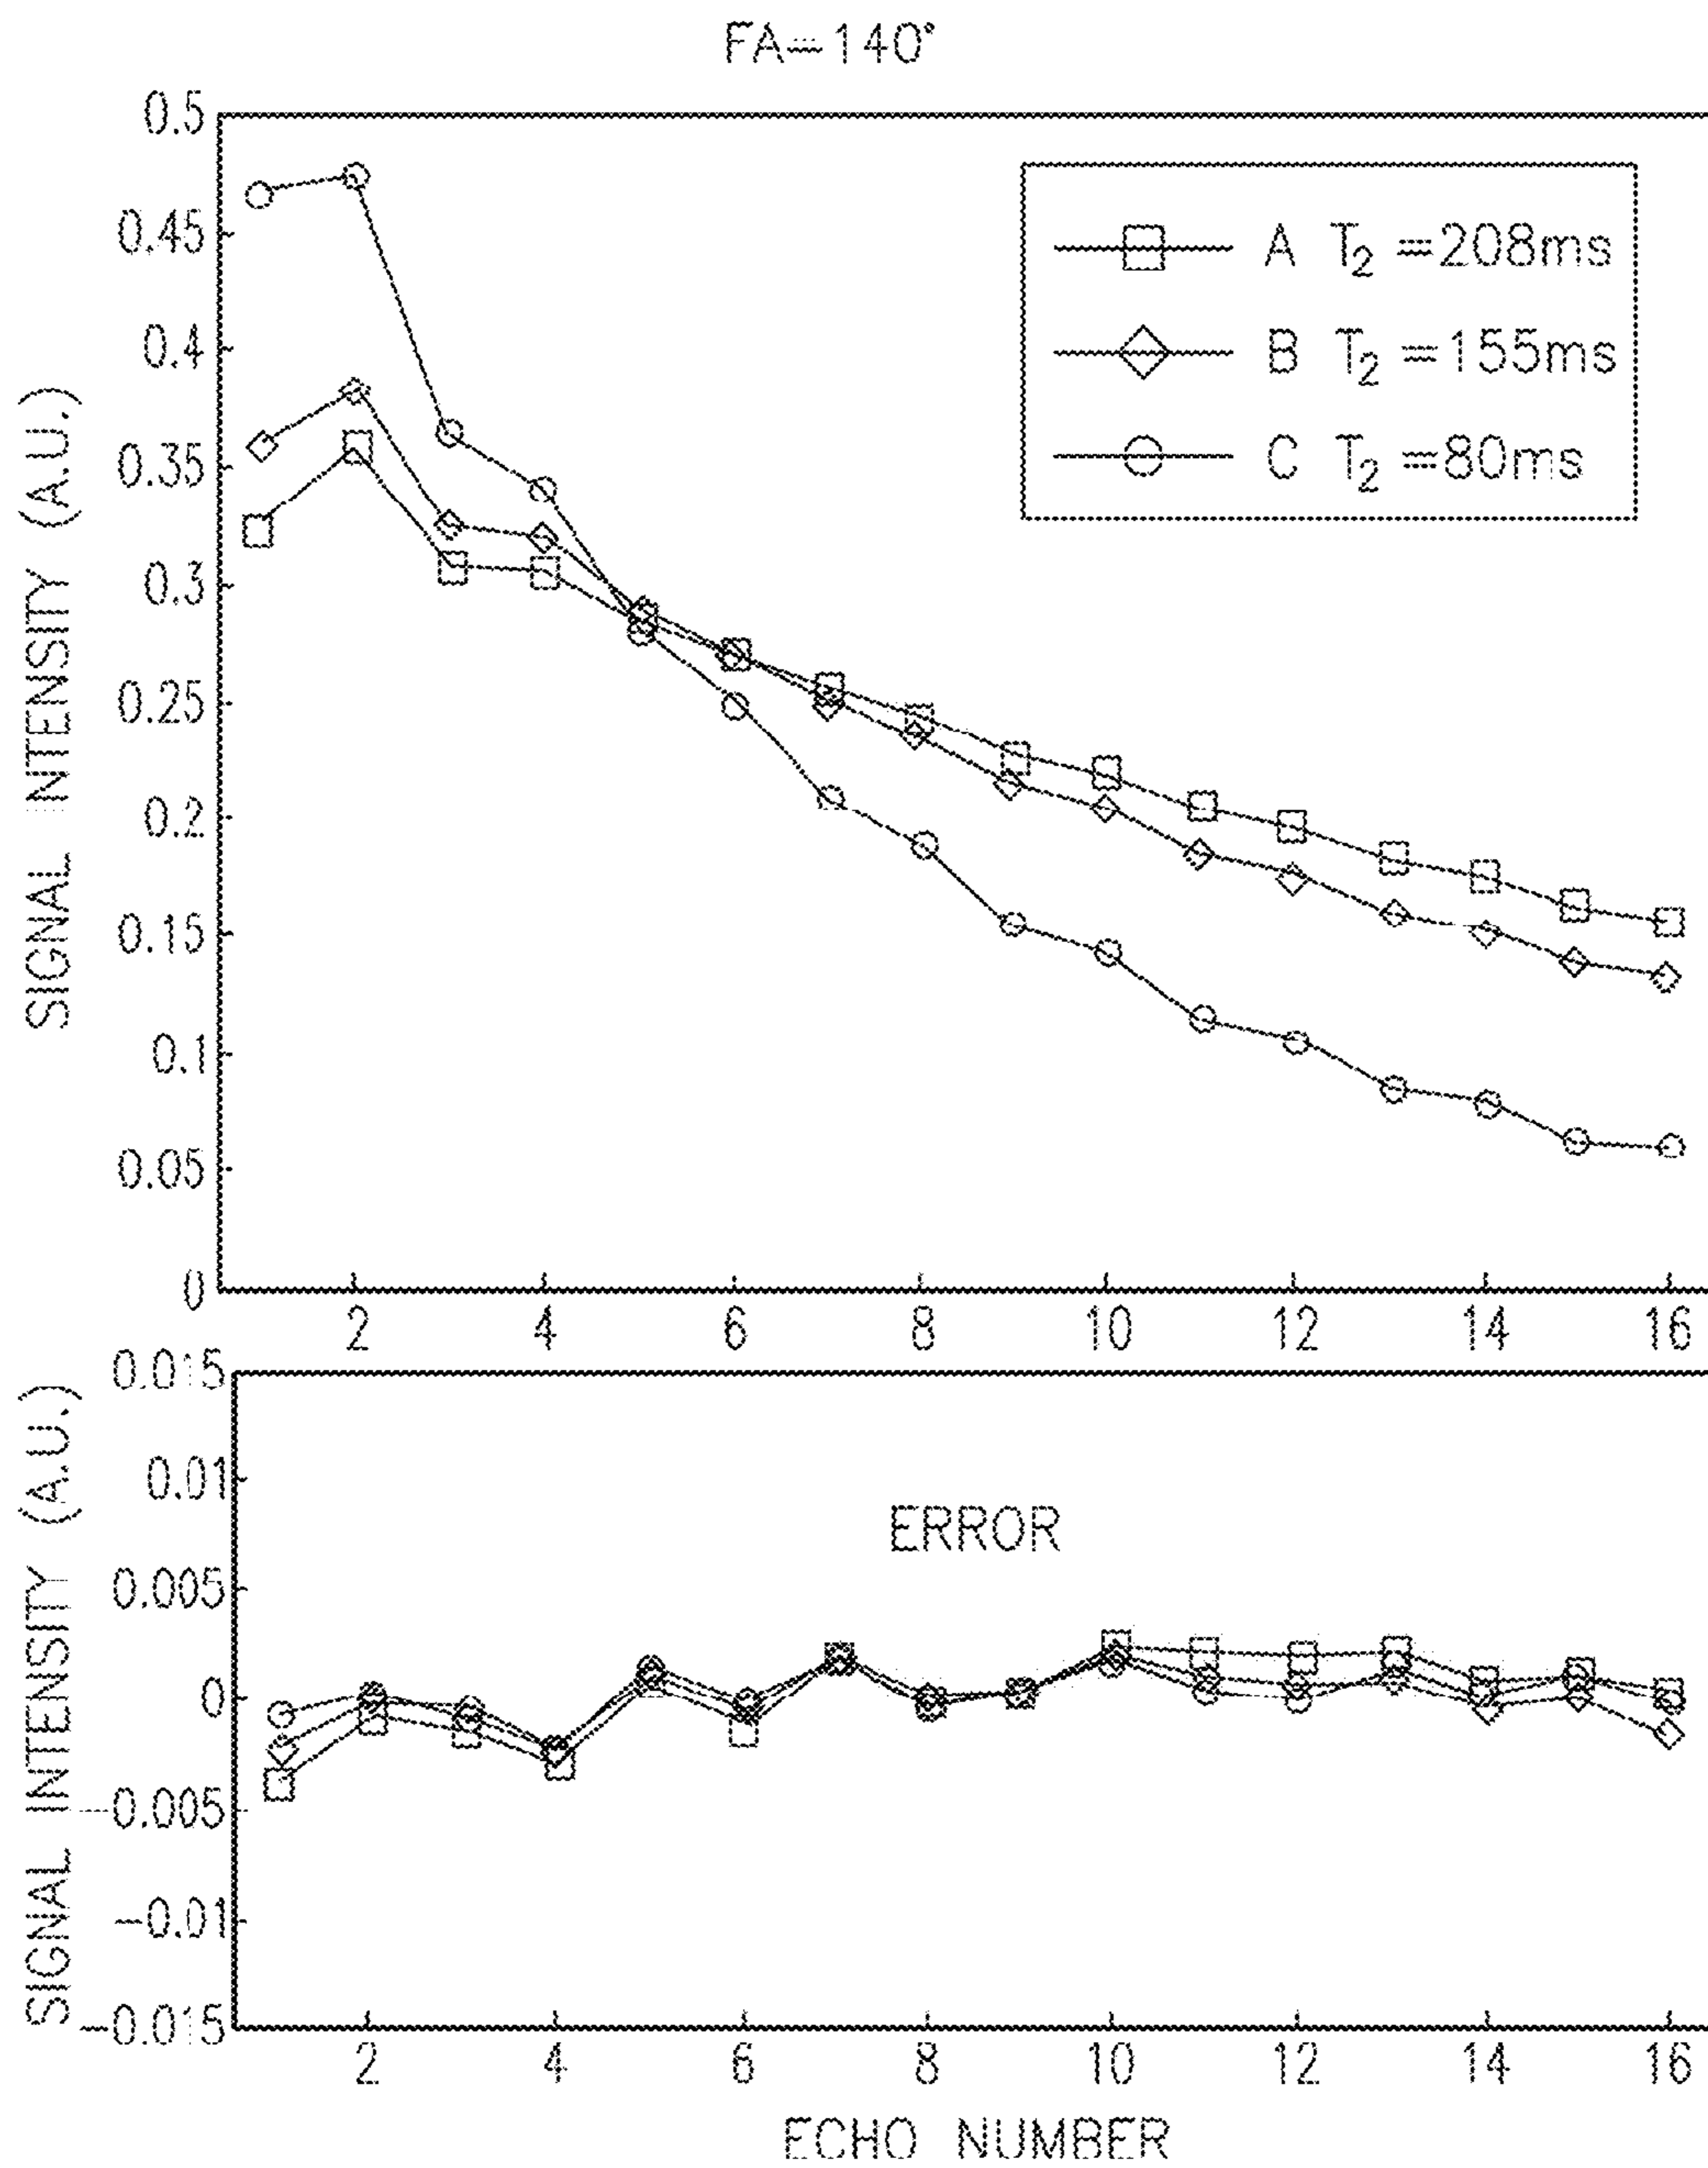 FA=140°
SIGNAL INTENSITY (A.U.)
0.5
0.45
0.4
0.35
0.3
0.25
0.2
0.15
0.1
0.05
0
A T2 =208ms
B T2 =155ms
C T2 =80ms
2 4 6 8 10 12 14 16
SIGNAL INTENSITY (A.U.)
0.015
0.01
0.005
0
-0.005
-0.01
-0.015
ERROR
2 4 6 8 10 12 14 16
ECHO NUMBER